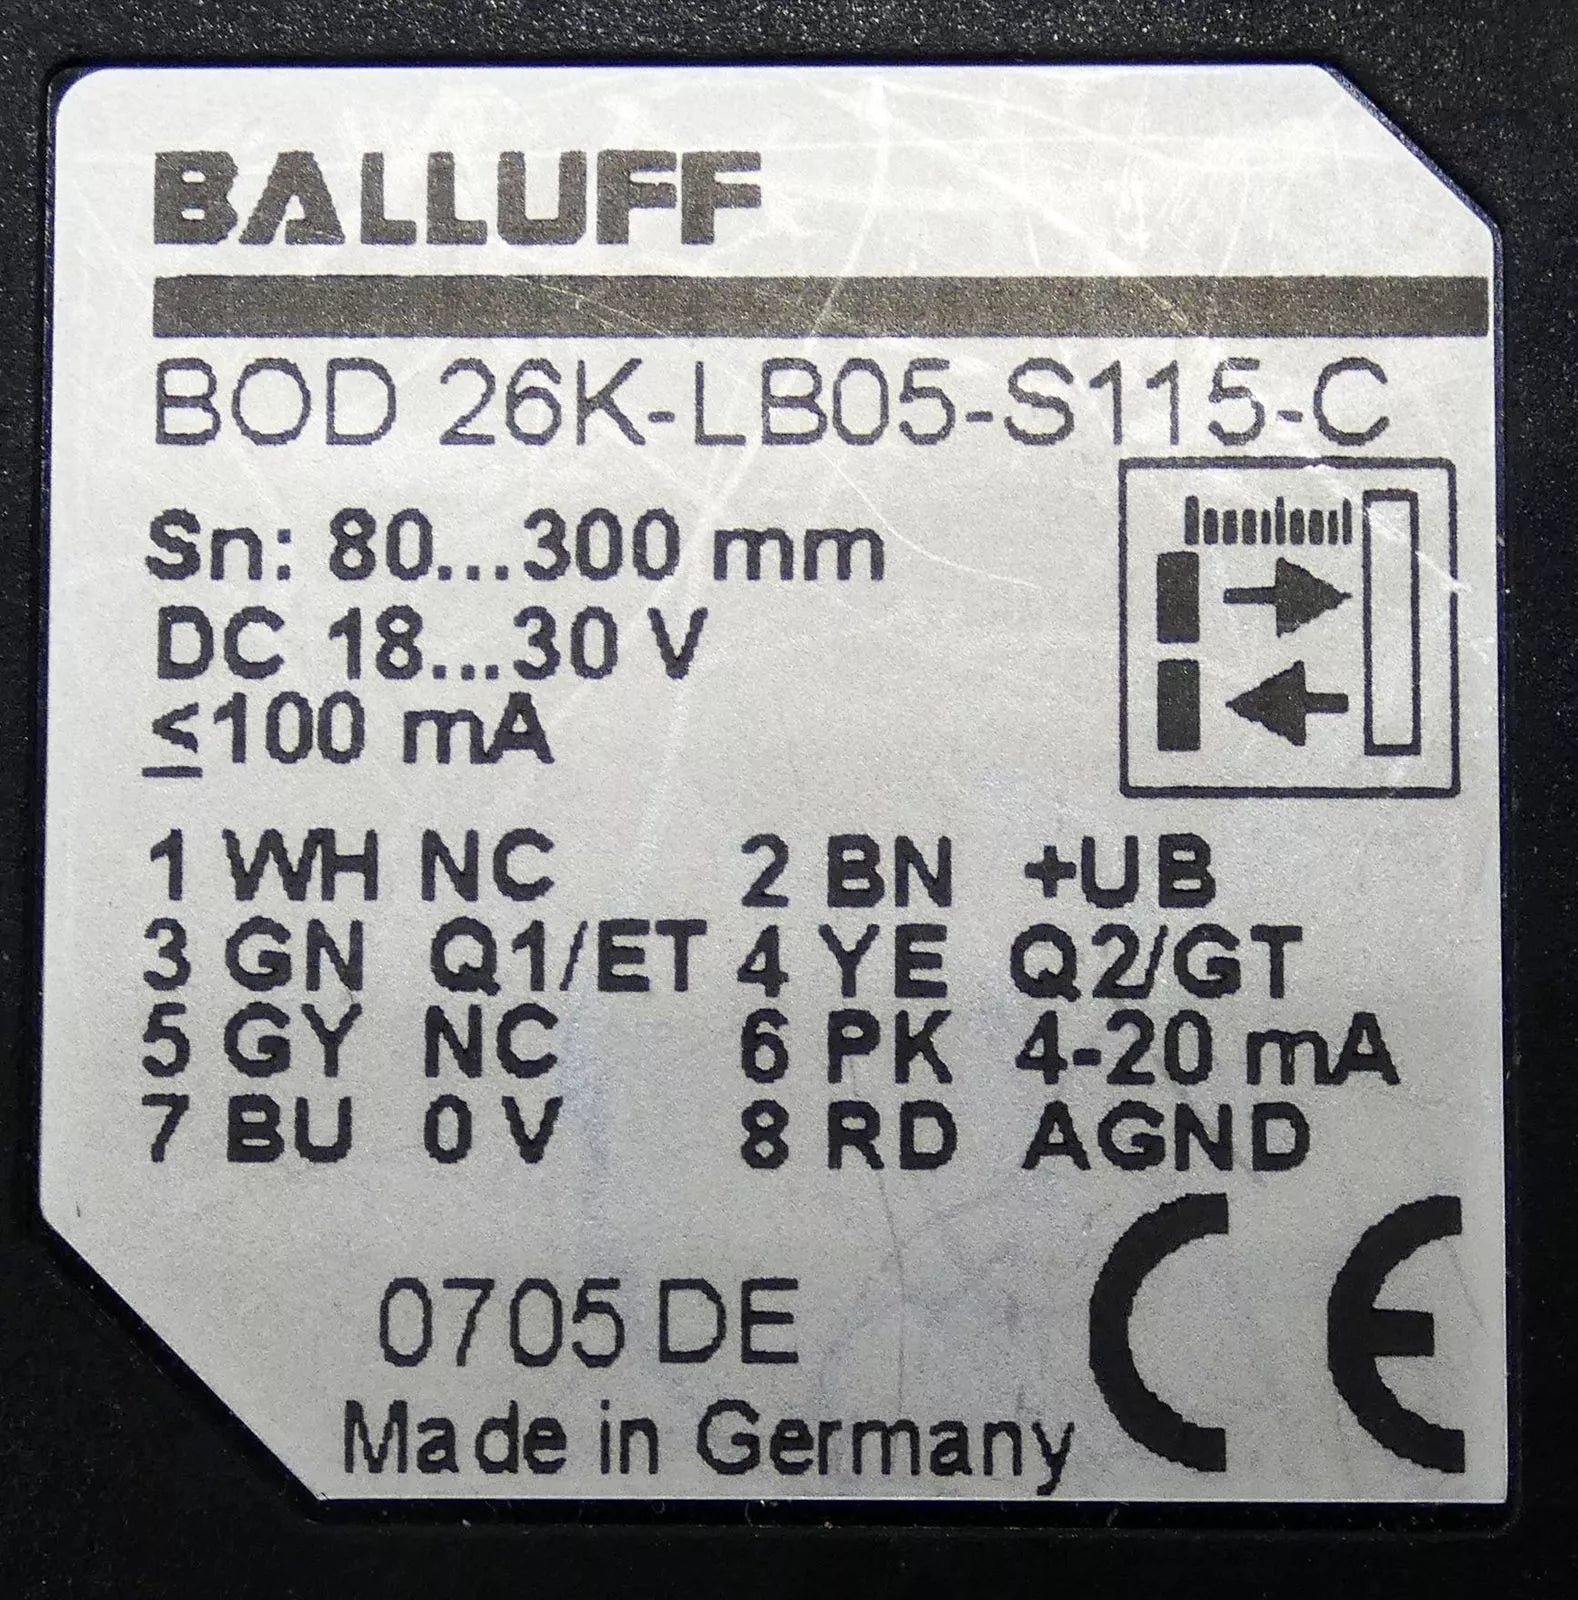 BALLUFF
BOD 26K-LB05-S115-C
Sn: 80...300 mm
DC 18...30 V
≤100 mA
1 WH NC 2 BN +UB
3 GN Q1/ET 4 YE Q2/GT
5 GY NC 6 PK 4-20 mA
7 BU 0 V 8 RD AGND
0705 DE
Made in Germany
CE